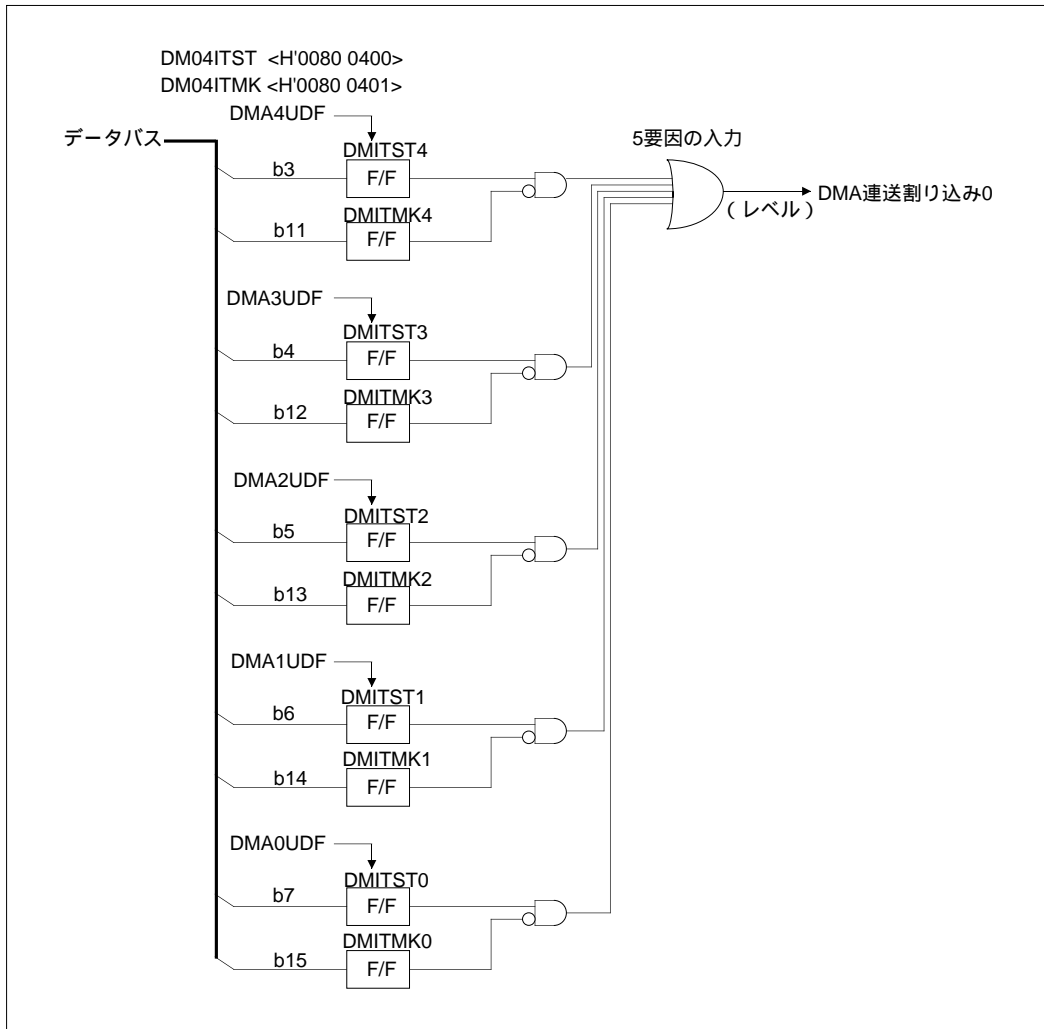 DM04ITST <H'0080 0400>
DM04ITMK <H'0080 0401>
DMA4UDF
データバス
DMITST4
5要因の入力
b3
F/F
DMA連送割り込み0
(レベル)
DMITMK4
b11
F/F
DMA3UDF
DMITST3
b4
F/F
DMITMK3
b12
F/F
DMA2UDF
DMITST2
b5
F/F
DMITMK2
b13
F/F
DMA1UDF
DMITST1
b6
F/F
DMITMK1
b14
F/F
DMA0UDF
DMITST0
b7
F/F
DMITMK0
b15
F/F